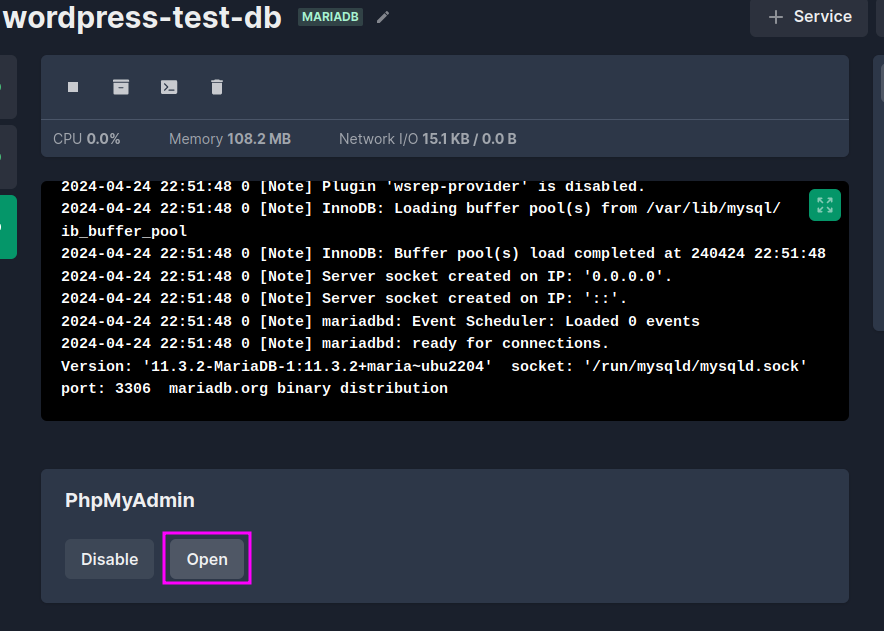 wordpress-test-db MARIADB
Service
CPU 0.0% Memory 108.2 MB Network I/O 15.1 KB / 0.0 B
2024-04-24 22:51:48 0 [Note] Plugin 'wsrep-provider' is disabled.
2024-04-24 22:51:48 0 [Note] InnoDB: Loading buffer pool(s) from /var/lib/mysql/
ib_buffer_pool
2024-04-24 22:51:48 0 [Note] InnoDB: Buffer pool(s) load completed at 240424 22:51:48
2024-04-24 22:51:48 0 [Note] Server socket created on IP: '0.0.0.0'.
2024-04-24 22:51:48 0 [Note] Server socket created on IP: '::'.
2024-04-24 22:51:48 0 [Note] mariadbd: Event Scheduler: Loaded 0 events
2024-04-24 22:51:48 0 [Note] mariadbd: ready for connections.
Version: '11.3.2-MariaDB-1:11.3.2+maria~ubu2204'  socket: '/run/mysqld/mysqld.sock'
port: 3306  mariadb.org binary distribution
PhpMyAdmin
Disable Open